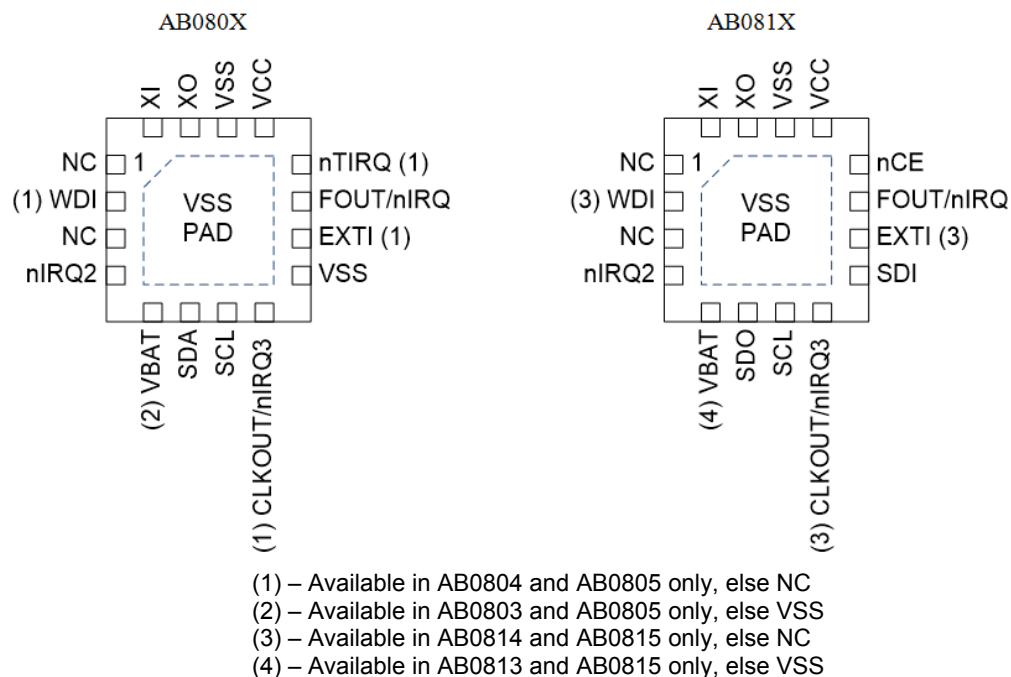 AB080X
AB081X
XI
XO
VSS
VCC
NC
1
(1) WDI
NC
nIRQ2
VSS
PAD
nTIRQ (1)
FOUT/nIRQ
EXTI (1)
VSS
(2) VBAT
SDA
SCL
(1) CLKOUT/nIRQ3
XI
XO
VSS
VCC
NC
1
(3) WDI
NC
nIRQ2
VSS
PAD
nCE
FOUT/nIRQ
EXTI (3)
SDI
(4) VBAT
SDO
SCL
(3) CLKOUT/nIRQ3
(1) – Available in AB0804 and AB0805 only, else NC
(2) – Available in AB0803 and AB0805 only, else VSS
(3) – Available in AB0814 and AB0815 only, else NC
(4) – Available in AB0813 and AB0815 only, else VSS